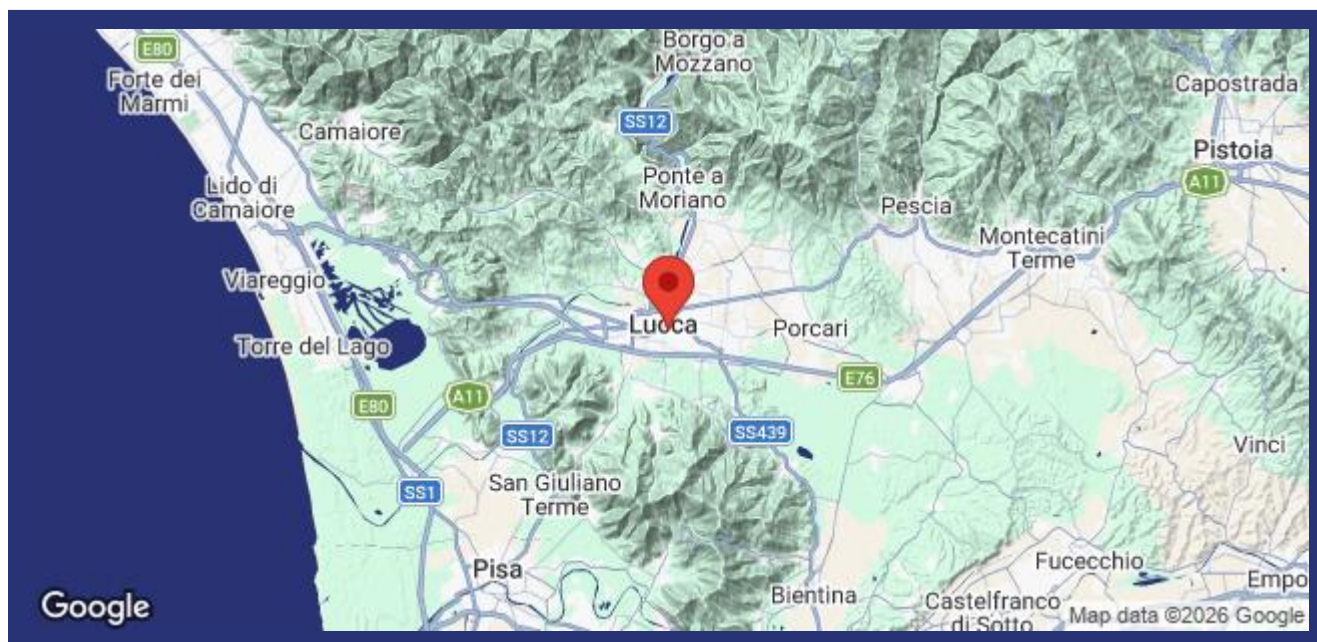 E80
Borgo a
Mozzano
Forte dei
Marmi
Capostrada
SS12
Camaiore
Pistoia
Ponte a
Moriano
A11
Lido di
Camaiore
Pescia
Montecatini
Terme
Viareggio
Lucca
Porcari
Torre del Lago
E76
A11
E80
SS12
SS439
Vinci
SS1
San Giuliano
Terme
Pisa
Fucecchio
Empo
Bientina
Castelfranco
di Sotto
Google
Map data ©2026 Google